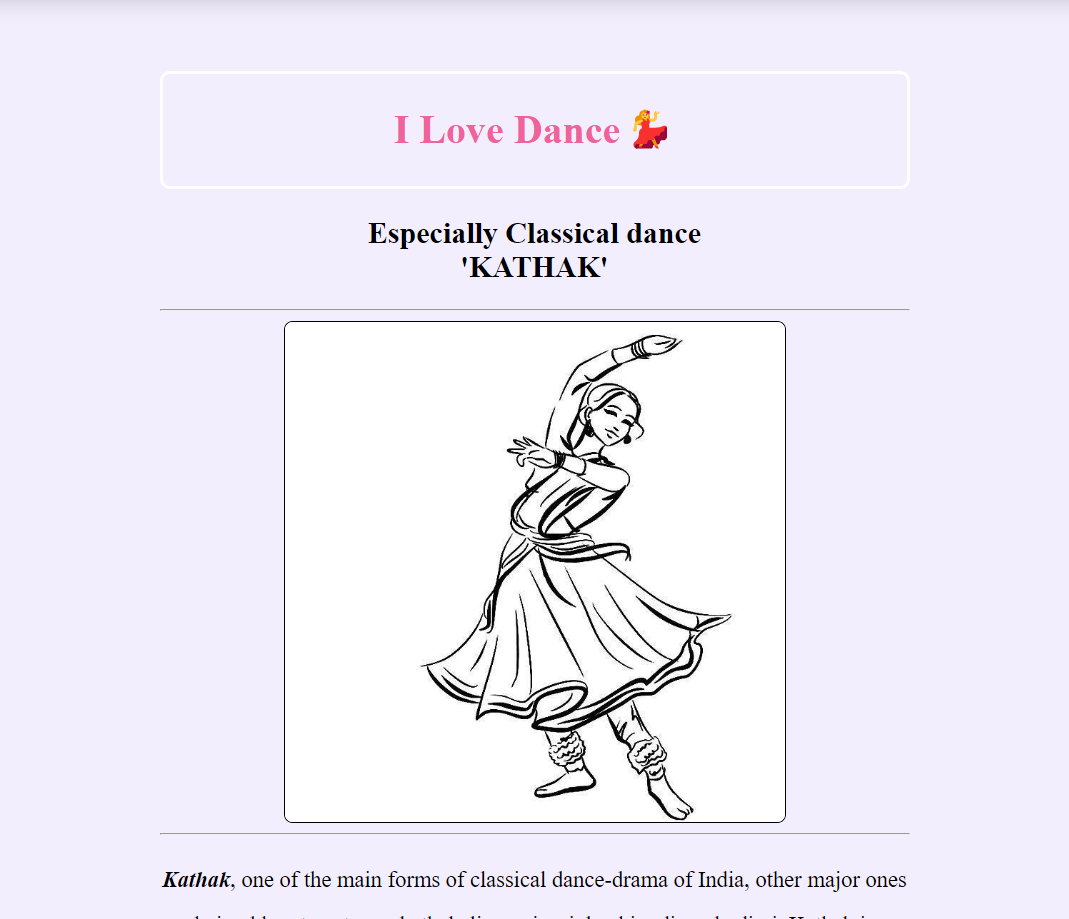 I Love Dance 💃
Especially Classical dance
'KATHAK'
Kathak, one of the main forms of classical dance-drama of India, other major ones